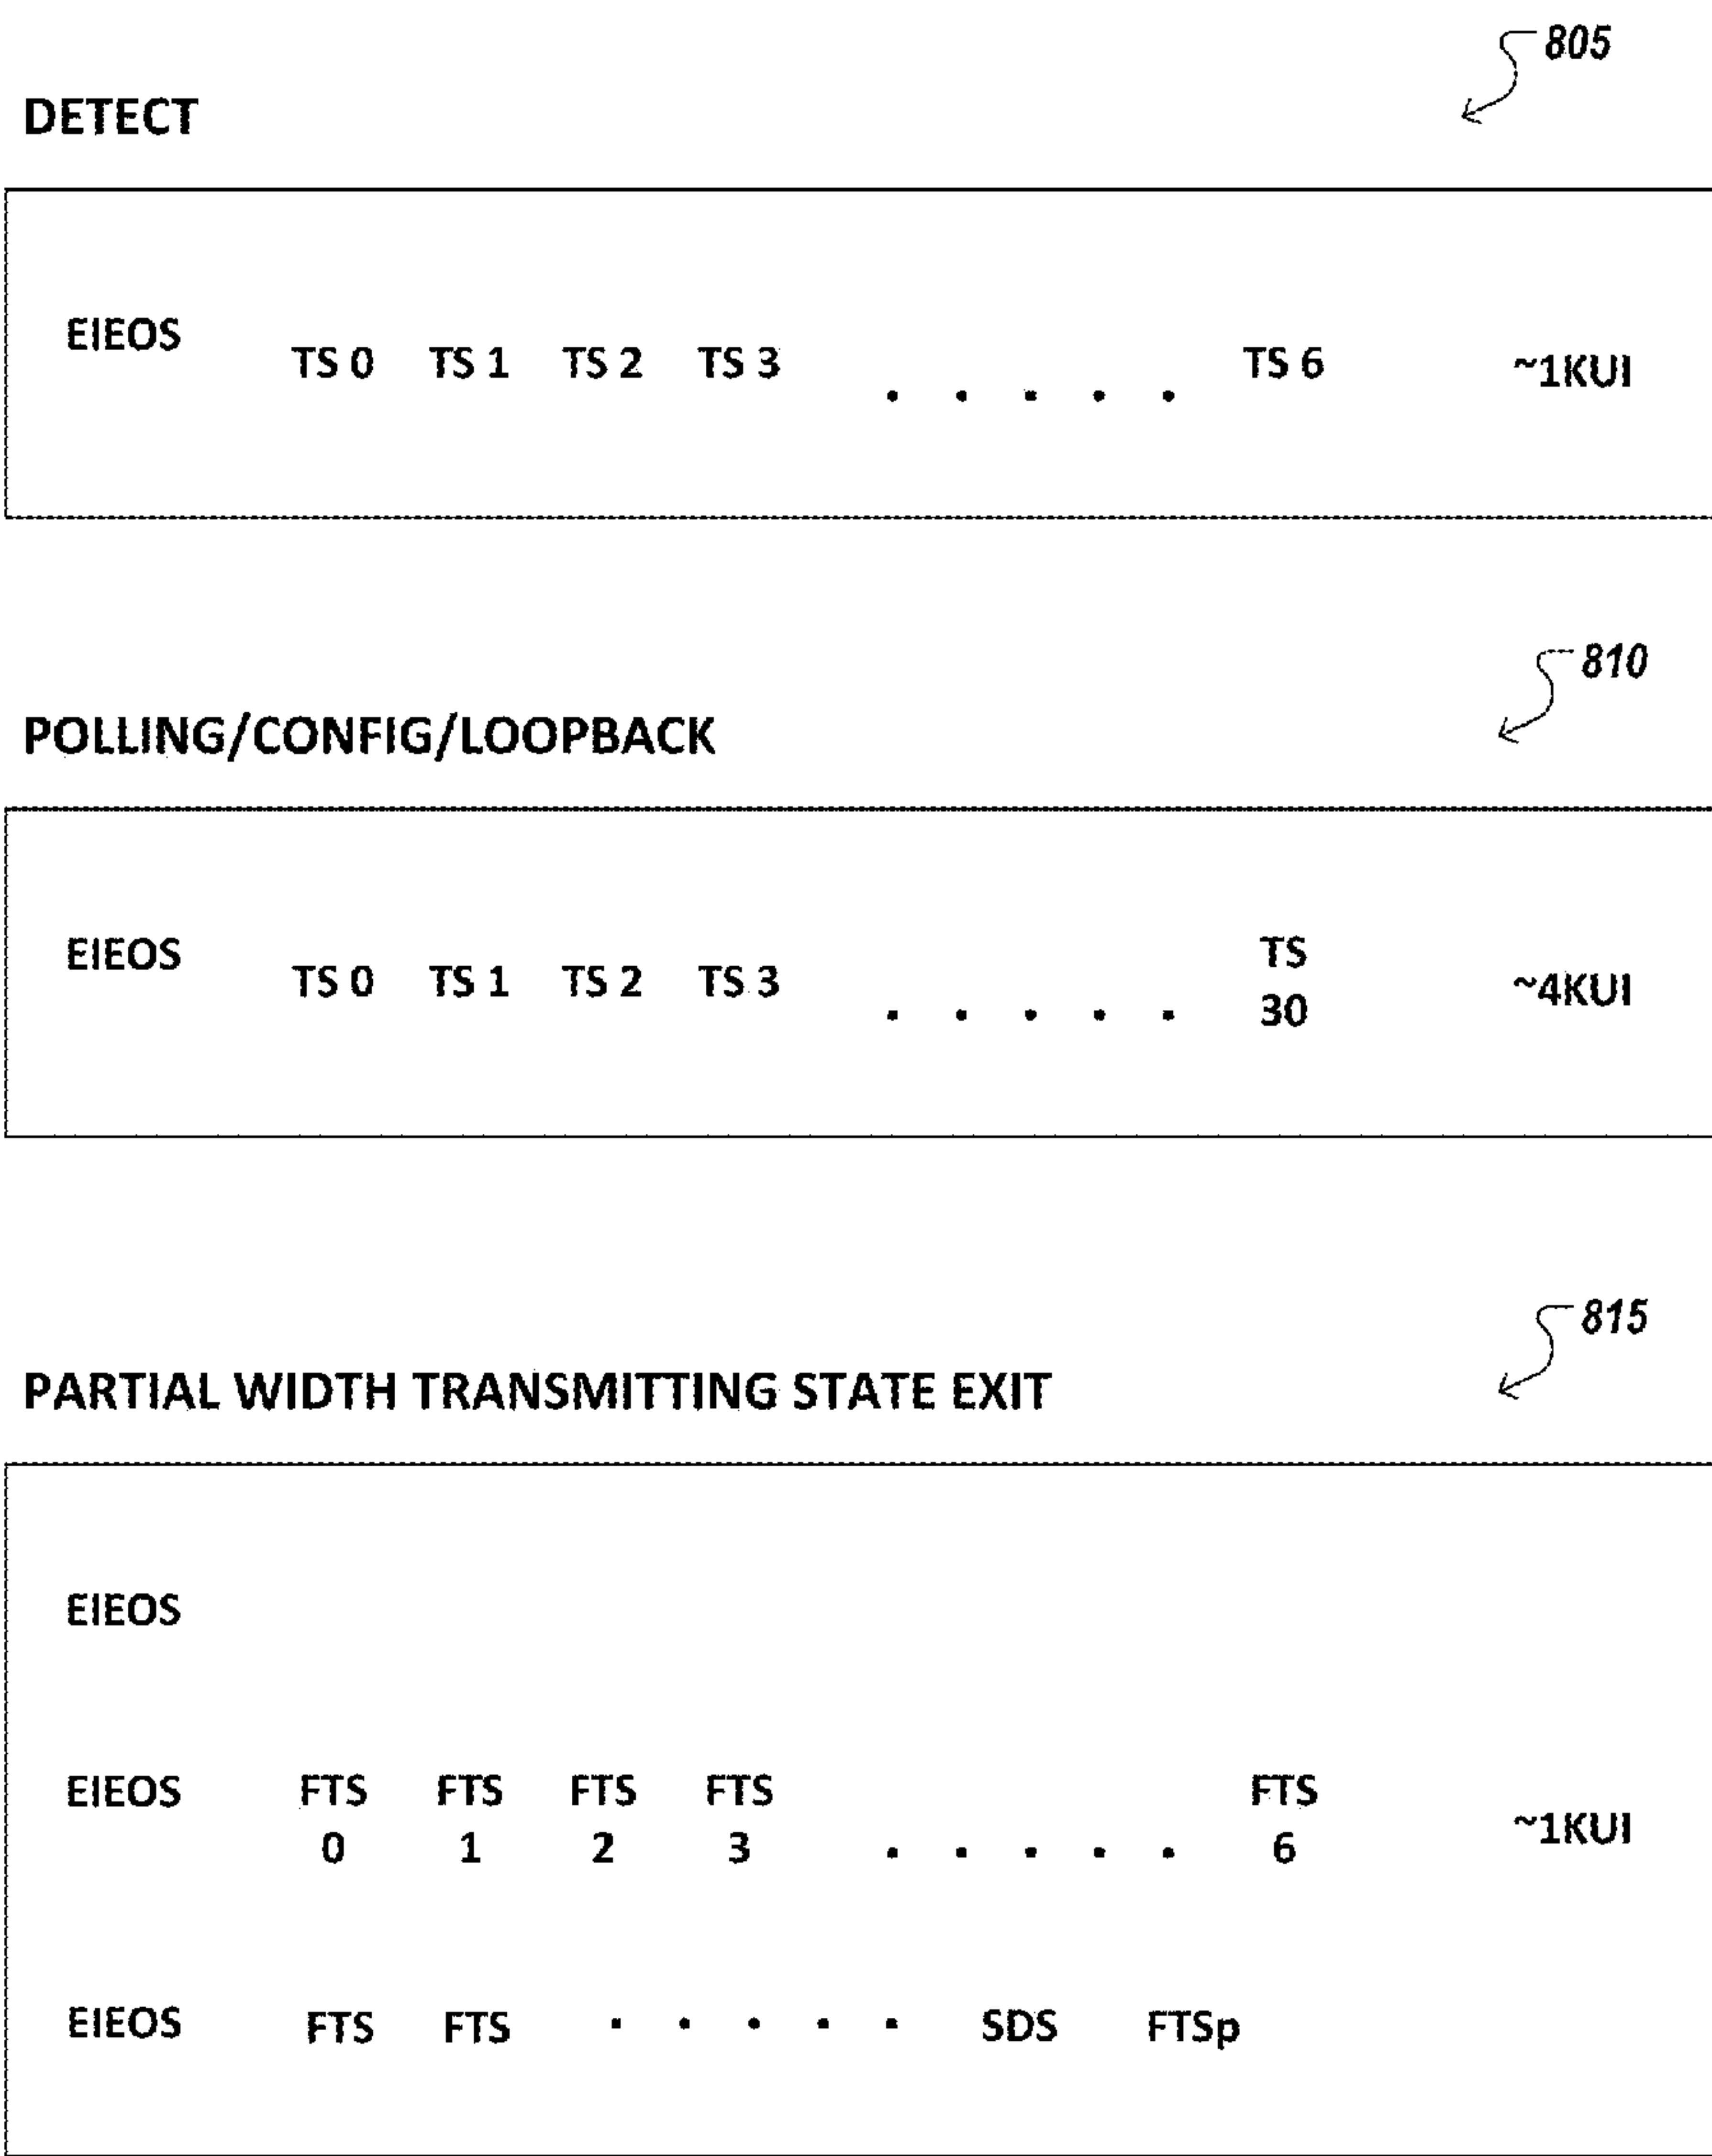 805
DETECT
EIEOS TS 0 TS 1 TS 2 TS 3 . . . . . TS 6 ~1KUI
810
POLLING/CONFIG/LOOPBACK
EIEOS TS 0 TS 1 TS 2 TS 3 . . . . . TS 30 ~4KUI
815
PARTIAL WIDTH TRANSMITTING STATE EXIT
EIEOS
EIEOS FTS 0 FTS 1 FTS 2 FTS 3 . . . . . FTS 6 ~1KUI
EIEOS FTS FTS . . . . . SDS FTSp